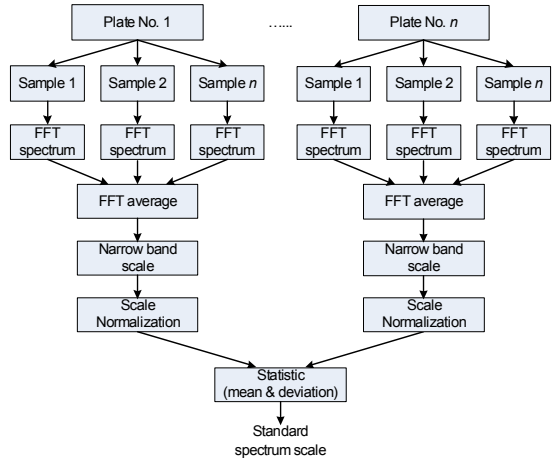 Plate No. 1
…...
Plate No. n
Sample 1
Sample 2
Sample n
Sample 1
Sample 2
Sample n
FFT
spectrum
FFT
spectrum
FFT
spectrum
FFT
spectrum
FFT
spectrum
FFT
spectrum
FFT average
FFT average
Narrow band
scale
Narrow band
scale
Scale
Normalization
Scale
Normalization
Statistic
(mean & deviation)
Standard
spectrum scale